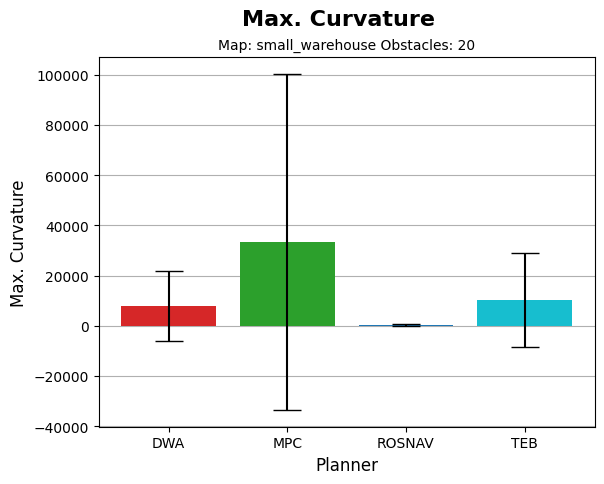 Max. Curvature
Map: small_warehouse Obstacles: 20
100000
80000
60000
40000
20000
0
−20000
−40000
Max. Curvature
DWA MPC ROSNAV TEB
Planner